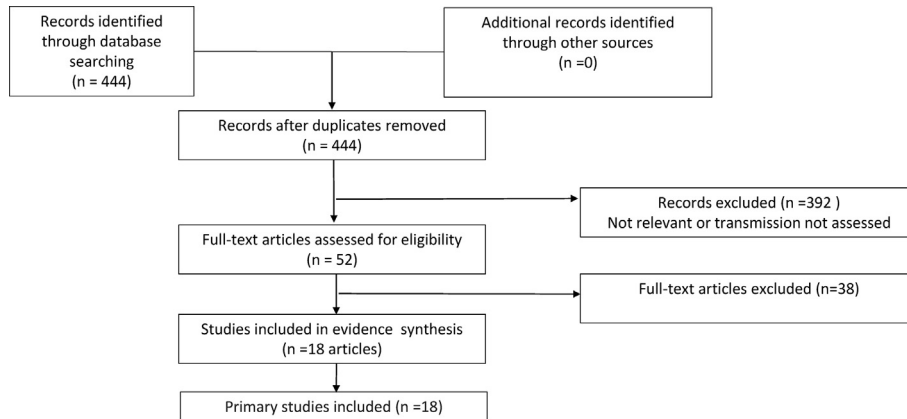 Records identified
through database
searching
(n = 444)
Additional records identified
through other sources
(n =0)
Records after duplicates removed
(n = 444)
Records excluded (n =392 )
Not relevant or transmission not assessed
Full-text articles assessed for eligibility
(n = 52)
Full-text articles excluded (n=38)
Studies included in evidence synthesis
(n =18 articles)
Primary studies included (n =18)